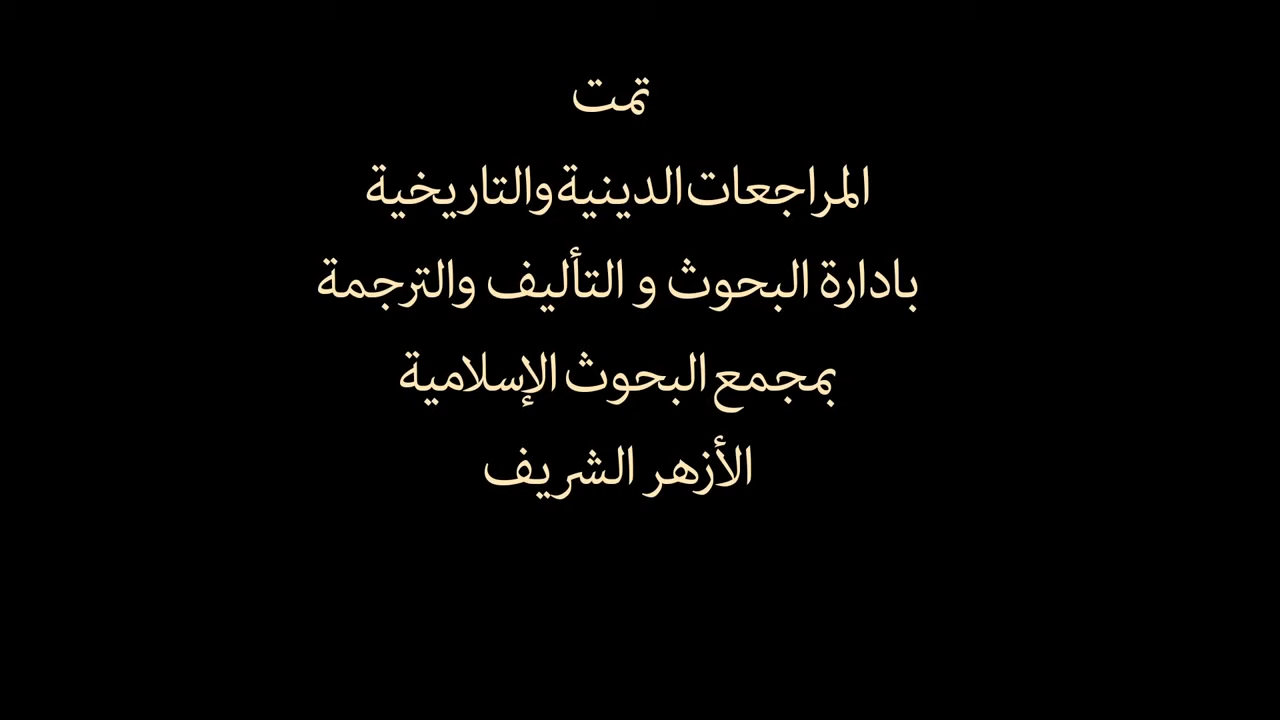 تمت
المراجعات الدينية والتاريخية
بادارة البحوث و التأليف والترجمة
بمجمع البحوث الإسلامية
الأزهر الشريف